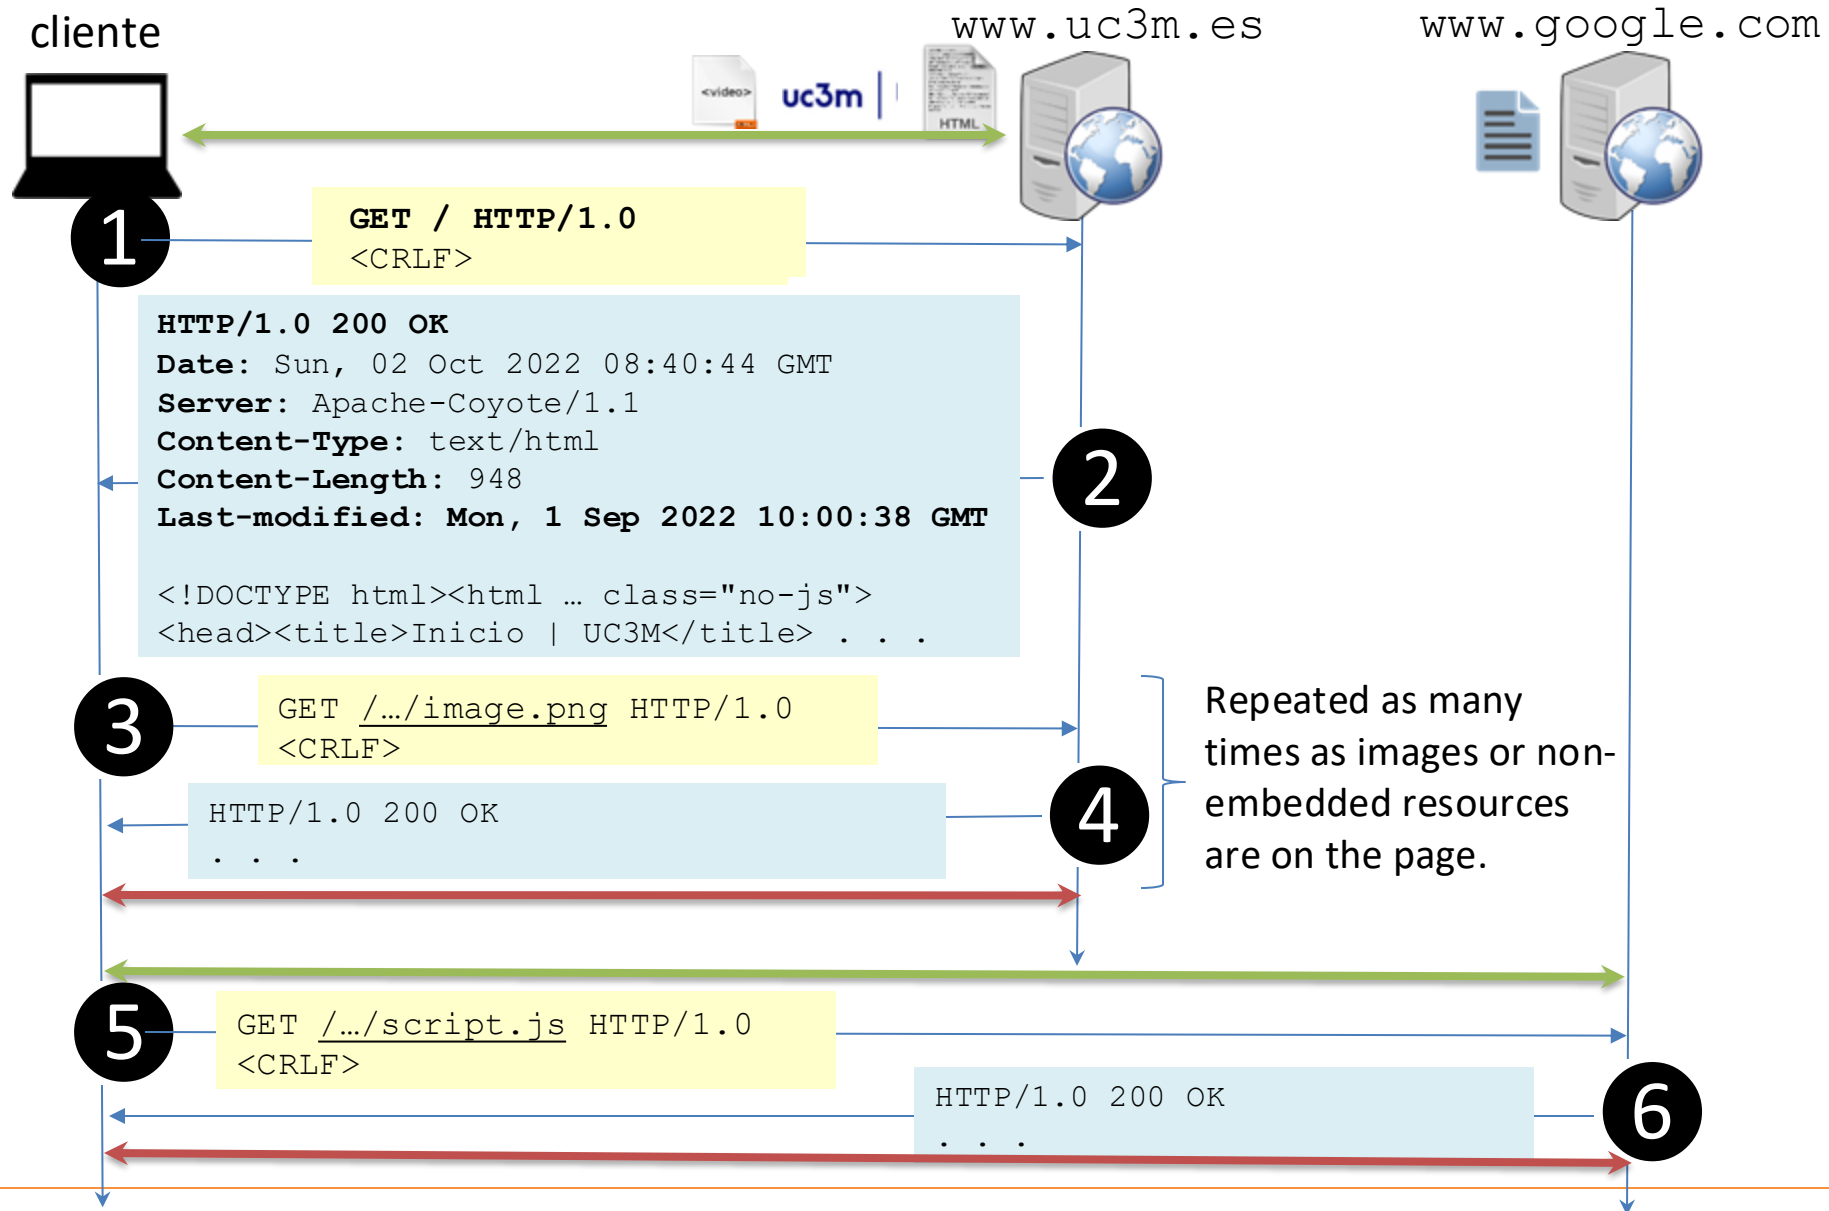 cliente
www.uc3m.es
www.google.com
<video>
uc3m
HTML
1
GET / HTTP/1.0
<CRLF>
HTTP/1.0 200 OK
Date: Sun, 02 Oct 2022 08:40:44 GMT
Server: Apache-Coyote/1.1
Content-Type: text/html
Content-Length: 948
Last-modified: Mon, 1 Sep 2022 10:00:38 GMT
<!DOCTYPE html><html … class="no-js">
<head><title>Inicio | UC3M</title> . . .
2
3
GET /…/image.png HTTP/1.0
<CRLF>
HTTP/1.0 200 OK
. . .
4
Repeated as many
times as images or non-
embedded resources
are on the page.
5
GET /…/script.js HTTP/1.0
<CRLF>
HTTP/1.0 200 OK
. . .
6